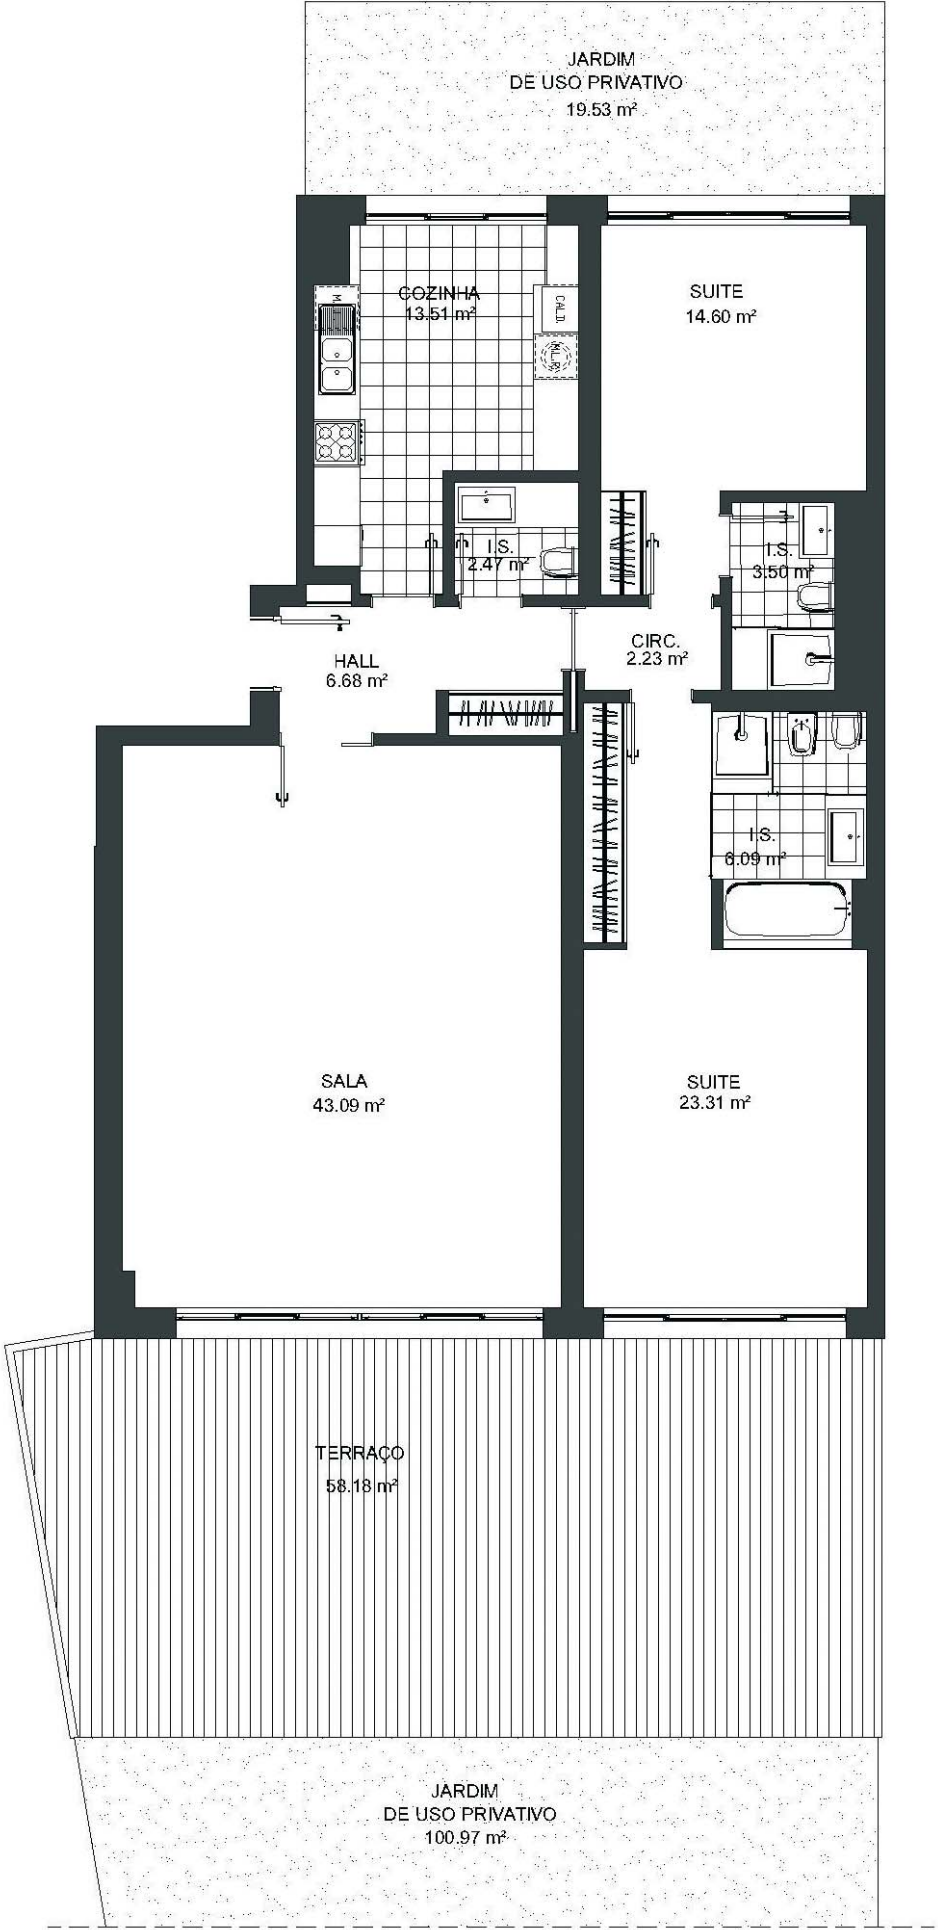 JARDIM
DE USO PRIVATIVO
19.53 m²
COZINHA
13.51 m²
CALD.
M.L.R.
SUITE
14.60 m²
I.S.
2.47 m²
I.S.
3.50 m²
HALL
6.68 m²
CIRC.
2.23 m²
I.S.
6.09 m²
SALA
43.09 m²
SUITE
23.31 m²
TERRAÇO
58.18 m²
JARDIM
DE USO PRIVATIVO
100.97 m²